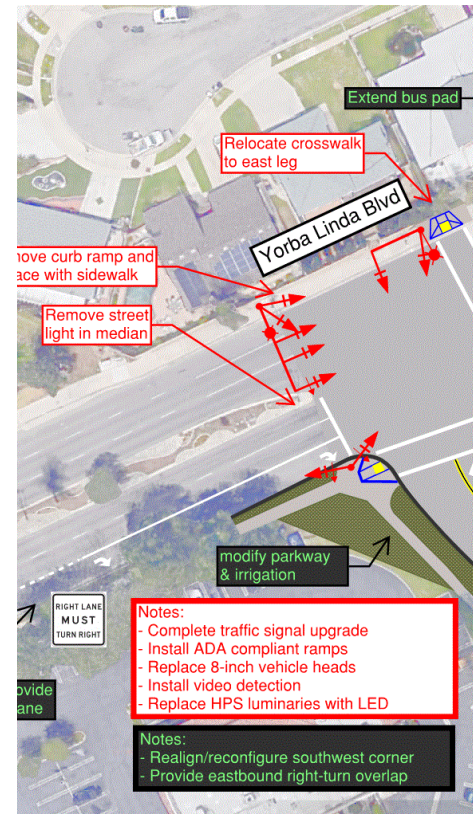 Extend bus pad
Relocate crosswalk
to east leg
Yorba Linda Blvd
move curb ramp and
ace with sidewalk
Remove street
light in median
modify parkway
& irrigation
RIGHT LANE
MUST
TURN RIGHT
ovide
ane
Notes:
- Complete traffic signal upgrade
- Install ADA compliant ramps
- Replace 8-inch vehicle heads
- Install video detection
- Replace HPS luminaries with LED
Notes:
- Realign/reconfigure southwest corner
- Provide eastbound right-turn overlap